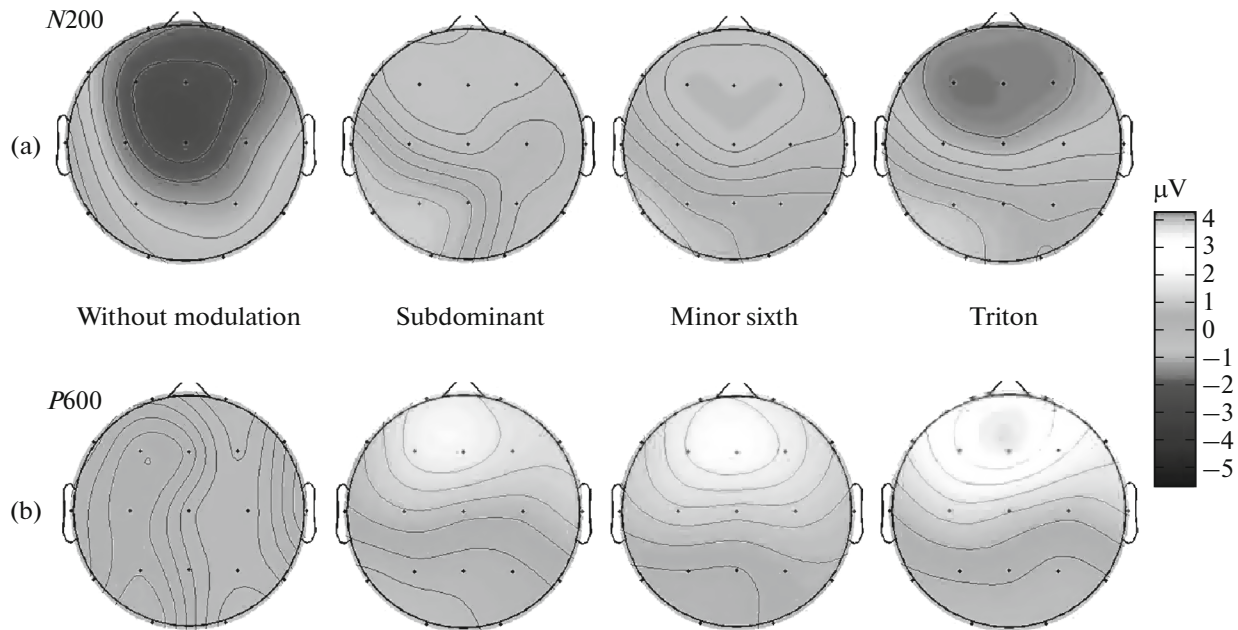 N200
(a)
μV
4
3
2
1
0
−1
−2
−3
−4
−5
Without modulation Subdominant Minor sixth Triton
P600
(b)